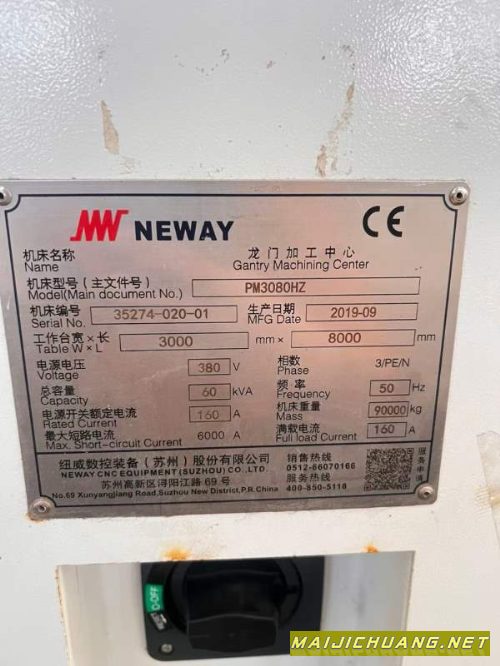 NEWAY
CE
机床名称 龙门加工中心
Name Gantry Machining Center
机床型号(主文件号) PM3080HZ
Model(Main document No.)
机床编号 35274-020-01 生产日期 2019-09
Serial No. MFG Date
工作台宽×长 3000 mm× 8000 mm
Table W×L
电源电压 380 V 相数 3/PE/N
Voltage Phase
总容量 60 kVA 频率 50 Hz
Capacity Frequency
电源开关额定电流 160 A 机床重量 90000 kg
Rated Current Mass
最大短路电流 6000 A 满载电流 160 A
Max. Short-circuit Current Full load Current
纽威数控装备(苏州)股份有限公司 销售热线
NEWAY CNC EQUIPMENT(SUZHOU)CO.,LTD. 0512-66070166
苏州高新区浔阳江路69号 服务热线
No.69 Xunyangjiang Road,Suzhou New District,P.R.China 400-850-5118
服务申请
O-OFF
MAIJICHUANG.NET